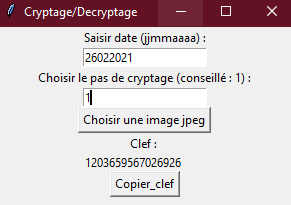 Cryptage/Decryptage
Saisir date (jjmmaaaa) :
26022021
Choisir le pas de cryptage (conseillé : 1) :
1
Choisir une image jpeg
Clef :
1203659567026926
Copier_clef